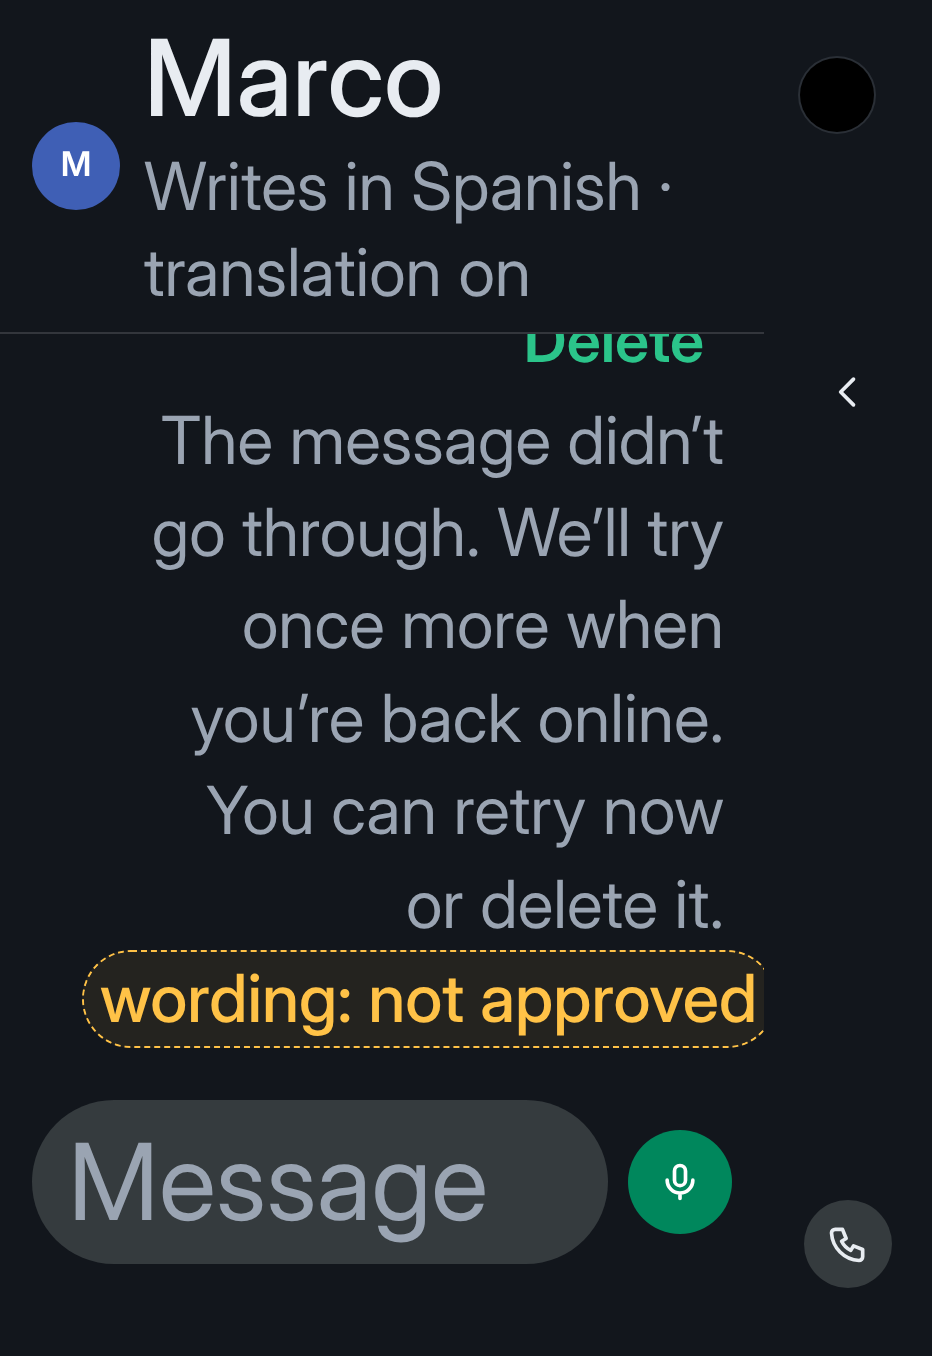 Marco
M
Writes in Spanish ·
translation on
Delete
The message didn’t
go through. We’ll try
once more when
you’re back online.
You can retry now
or delete it.
wording: not approved
Message